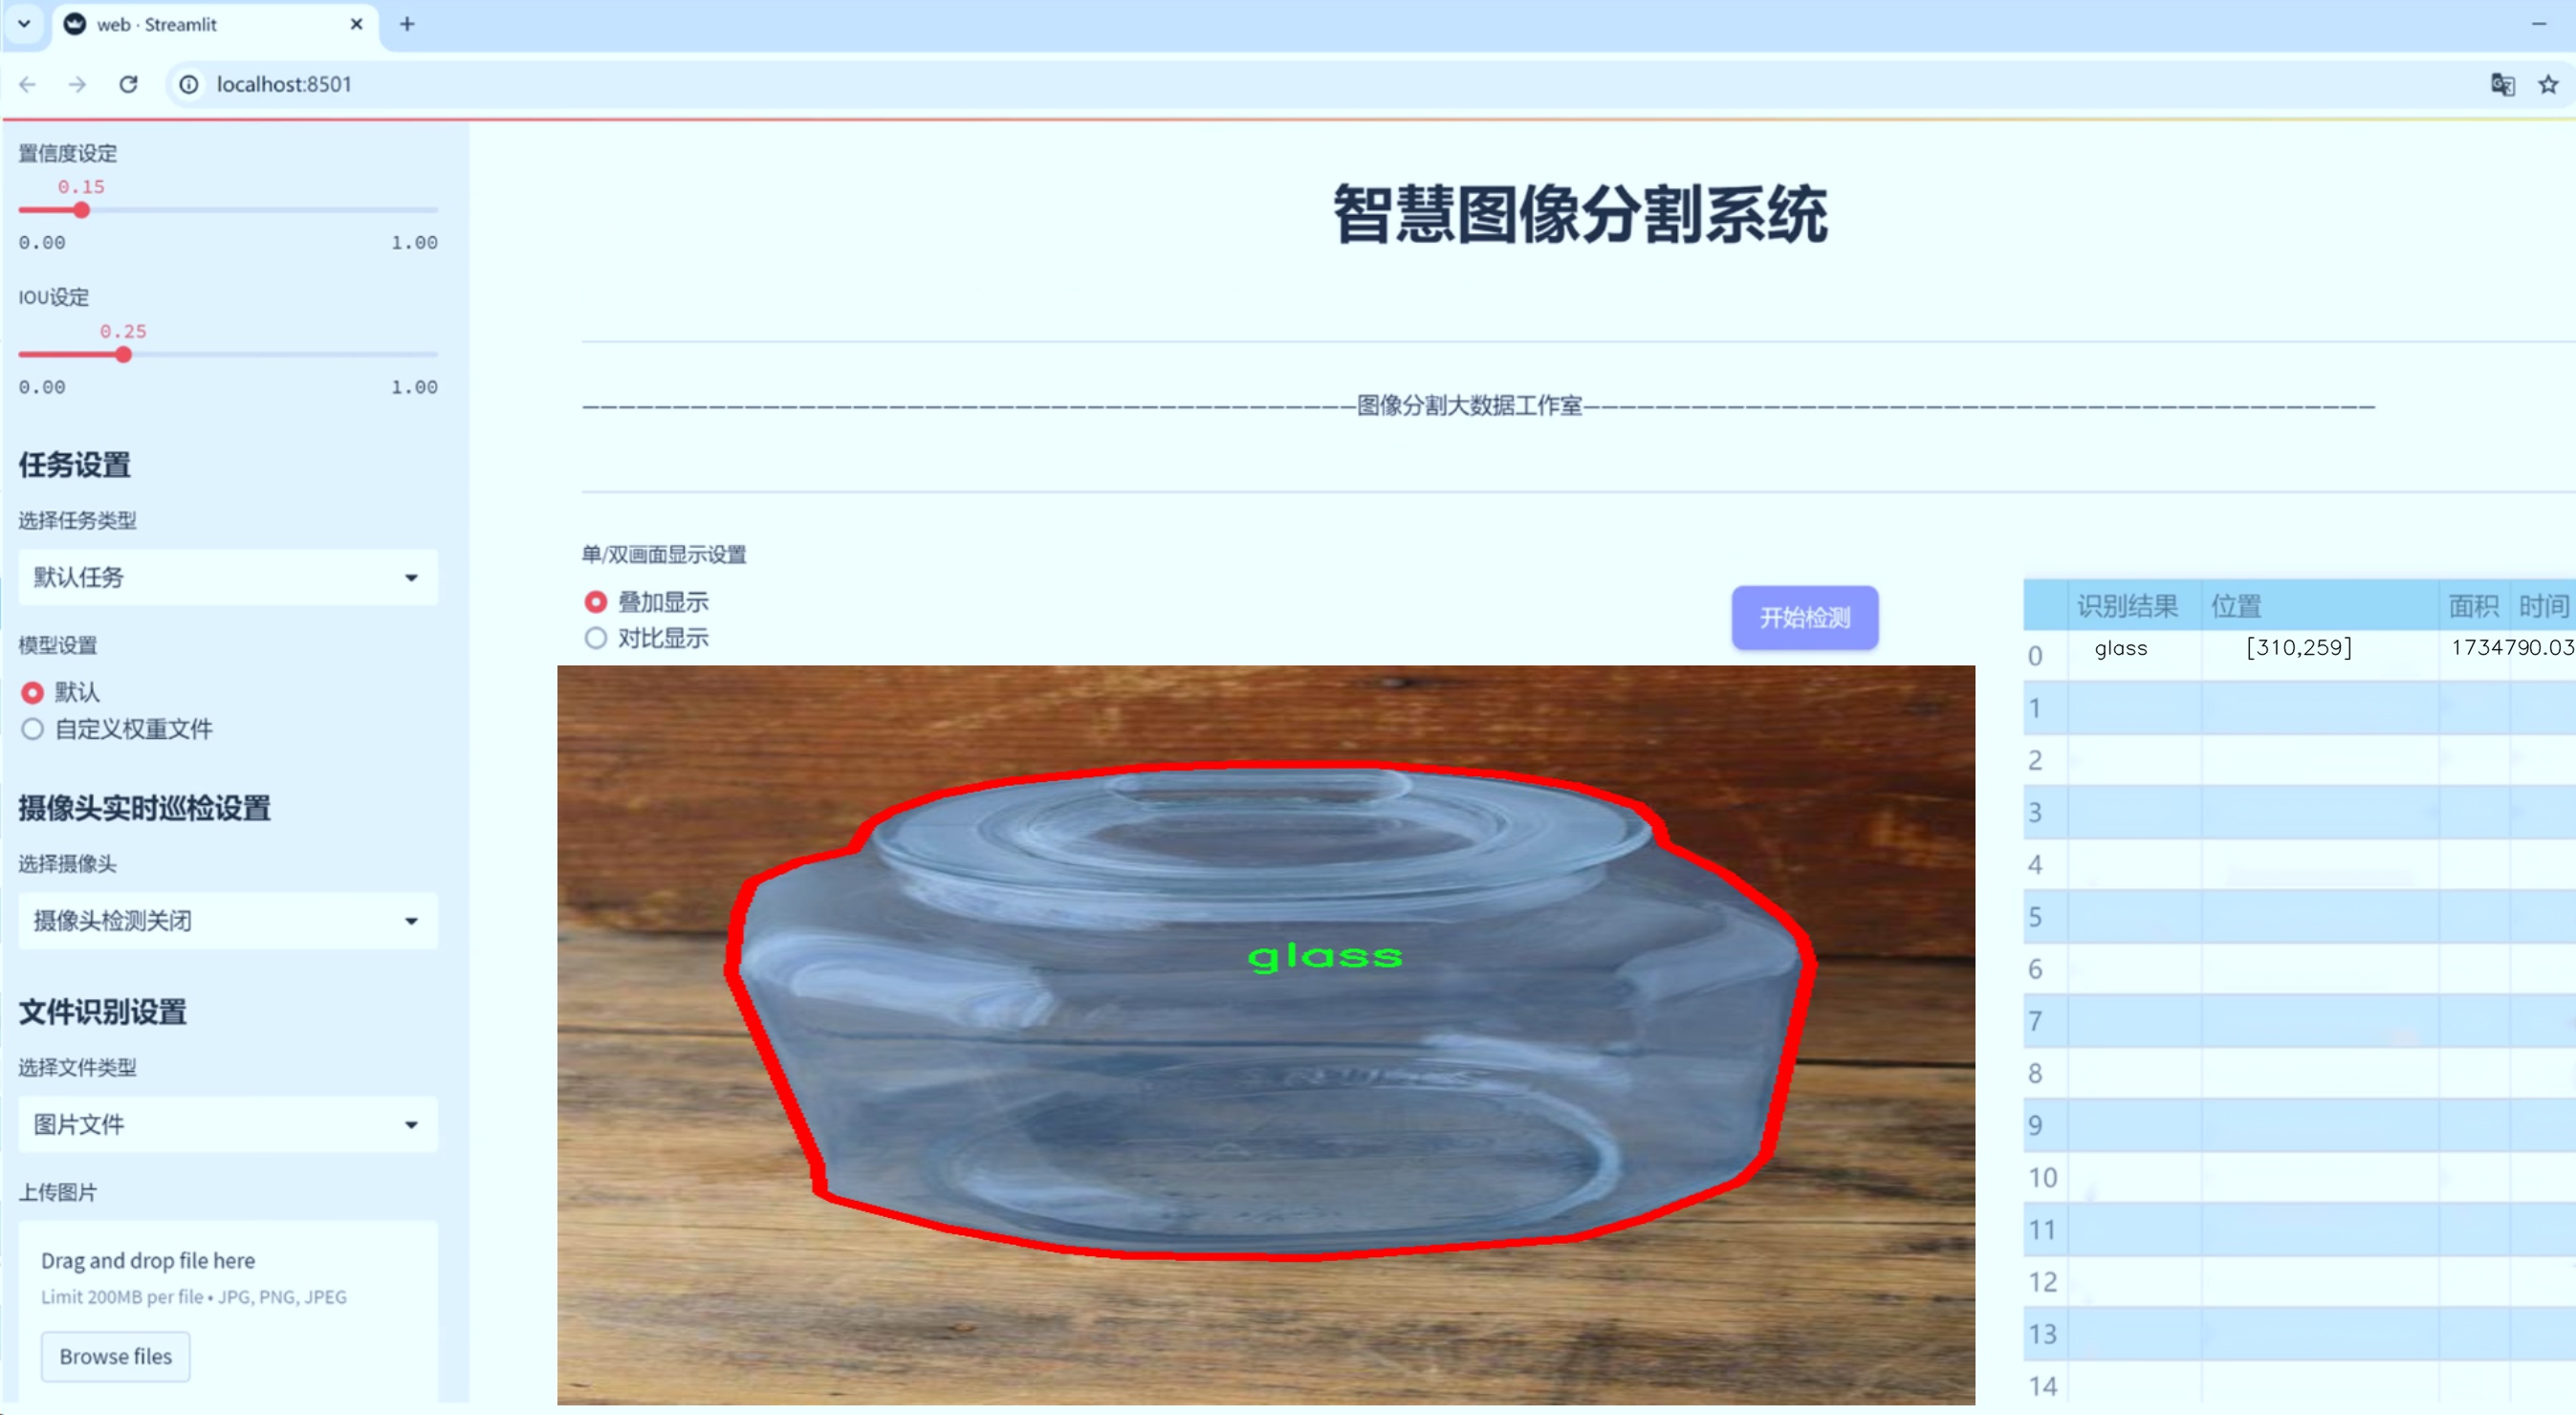 web · Streamlit
localhost:8501
置信度设定
0.15
0.00 1.00
IOU设定
0.25
0.00 1.00
任务设置
选择任务类型
默认任务
模型设置
默认
自定义权重文件
摄像头实时巡检设置
选择摄像头
摄像头检测关闭
文件识别设置
选择文件类型
图片文件
上传图片
Drag and drop file here
Limit 200MB per file • JPG, PNG, JPEG
Browse files
智慧图像分割系统
———————————————————————————————————————————图像分割大数据工作室————————————————————————————————————————————
单/双画面显示设置
叠加显示
对比显示
开始检测
glass
识别结果 位置 面积 时间
0 glass [310,259] 1734790.03
1
2
3
4
5
6
7
8
9
10
11
12
13
14